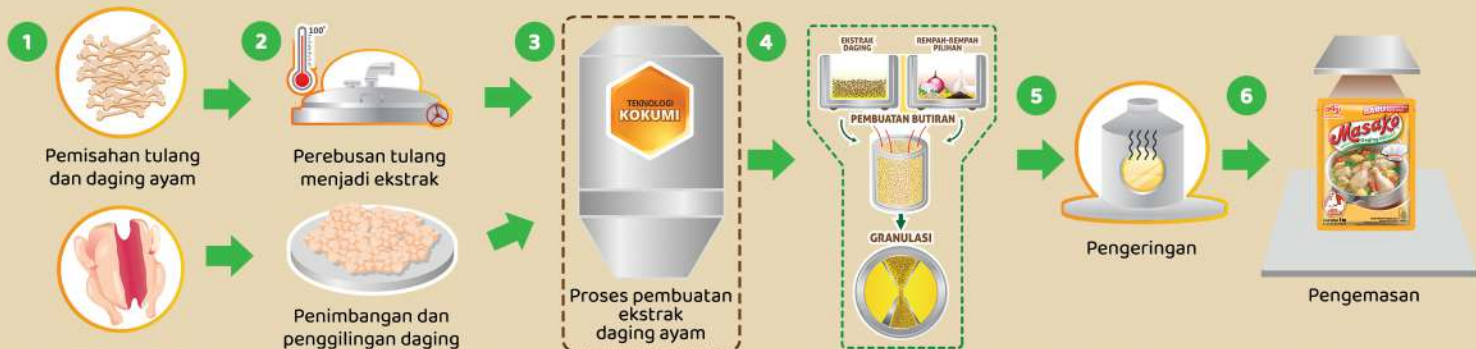 1
Pemisahan tulang
dan daging ayam
2
100°
Perebusan tulang
menjadi ekstrak
Penimbangan dan
penggilingan daging
3
TEKNOLOGI
KOKUMI
Proses pembuatan
ekstrak
daging ayam
4
EKSTRAK
DAGING
REMPAH-REMPAH
PILIHAN
PEMBUATAN BUTIRAN
GRANULASI
5
Pengeringan
6
BARU
Masako
Pengemasan